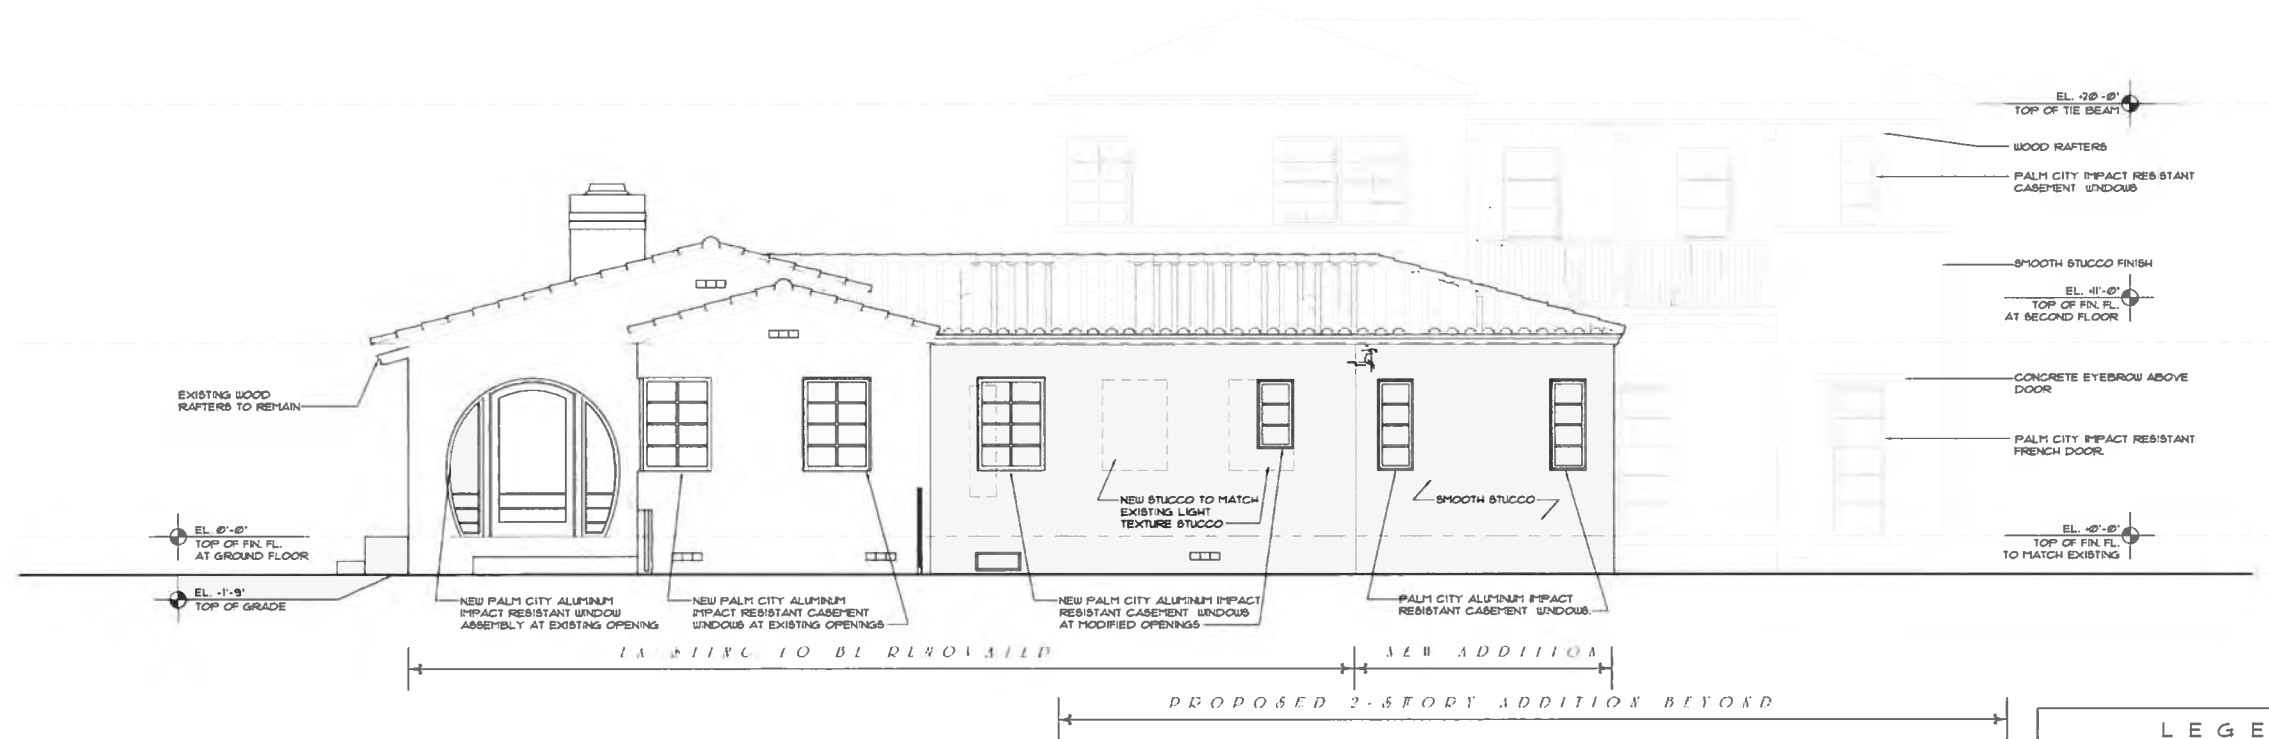 EL. +20'-0"
TOP OF TIE BEAM
WOOD RAFTERS
PALM CITY IMPACT RESISTANT
CASEMENT WINDOWS
SMOOTH STUCCO FINISH
EL. +11'-0"
TOP OF FIN. FL.
AT SECOND FLOOR
CONCRETE EYEBROW ABOVE
DOOR
PALM CITY IMPACT RESISTANT
FRENCH DOOR
EL. +0'-0"
TOP OF FIN. FL.
TO MATCH EXISTING
EXISTING WOOD
RAFTERS TO REMAIN
EL. 0'-0"
TOP OF FIN. FL.
AT GROUND FLOOR
EL. -1'-9"
TOP OF GRADE
NEW STUCCO TO MATCH
EXISTING LIGHT
TEXTURE STUCCO
SMOOTH STUCCO
NEW PALM CITY ALUMINUM
IMPACT RESISTANT WINDOW
ASSEMBLY AT EXISTING OPENING
NEW PALM CITY ALUMINUM
IMPACT RESISTANT CASEMENT
WINDOWS AT EXISTING OPENINGS
NEW PALM CITY ALUMINUM IMPACT
RESISTANT CASEMENT WINDOWS
AT MODIFIED OPENINGS
PALM CITY ALUMINUM IMPACT
RESISTANT CASEMENT WINDOWS.
EXISTING TO BE RENOVATED
NEW ADDITION
PROPOSED 2-STORY ADDITION BEYOND
LEGE